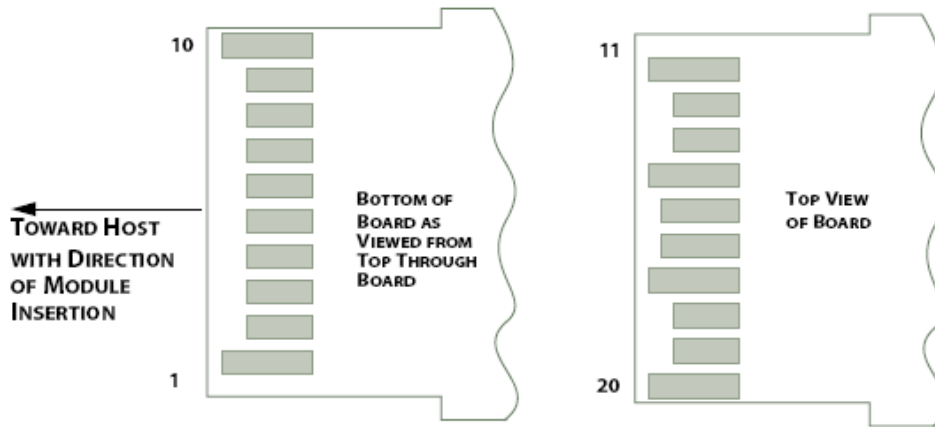 10
1
TOWARD HOST
WITH DIRECTION
OF MODULE
INSERTION
BOTTOM OF
BOARD AS
VIEWED FROM
TOP THROUGH
BOARD
11
20
TOP VIEW
OF BOARD